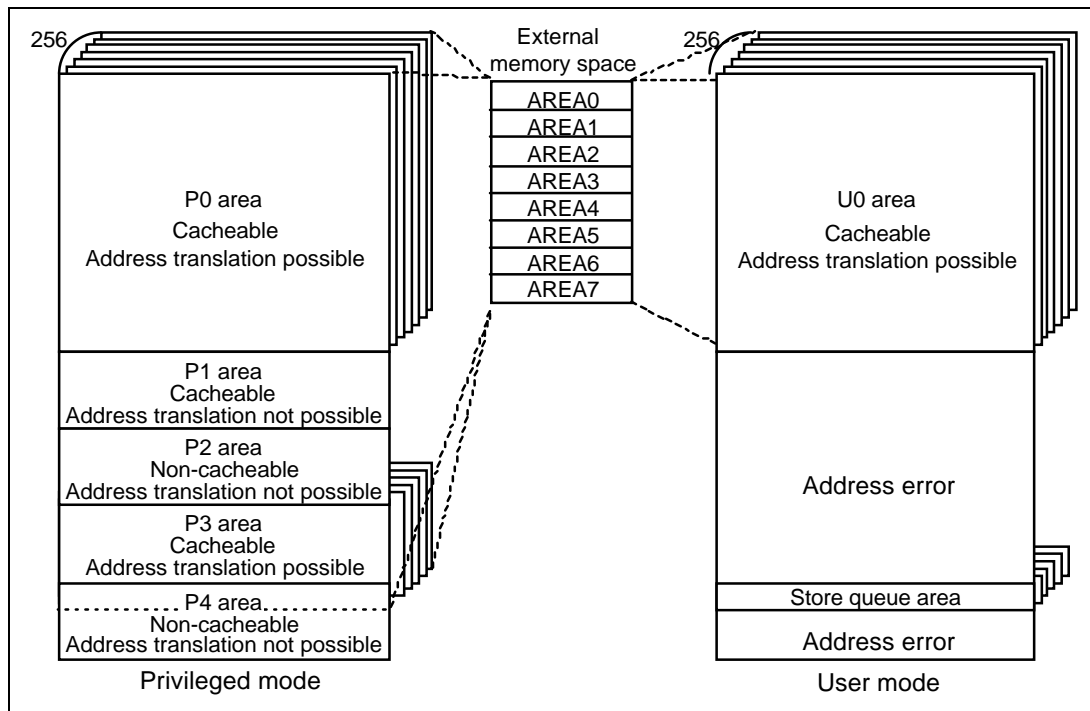 256
P0 area
Cacheable
Address translation possible
P1 area
Cacheable
Address translation not possible
P2 area
Non-cacheable
Address translation not possible
P3 area
Cacheable
Address translation possible
P4 area
Non-cacheable
Address translation not possible
Privileged mode
External
memory space
AREA0
AREA1
AREA2
AREA3
AREA4
AREA5
AREA6
AREA7
256
U0 area
Cacheable
Address translation possible
Address error
Store queue area
Address error
User mode